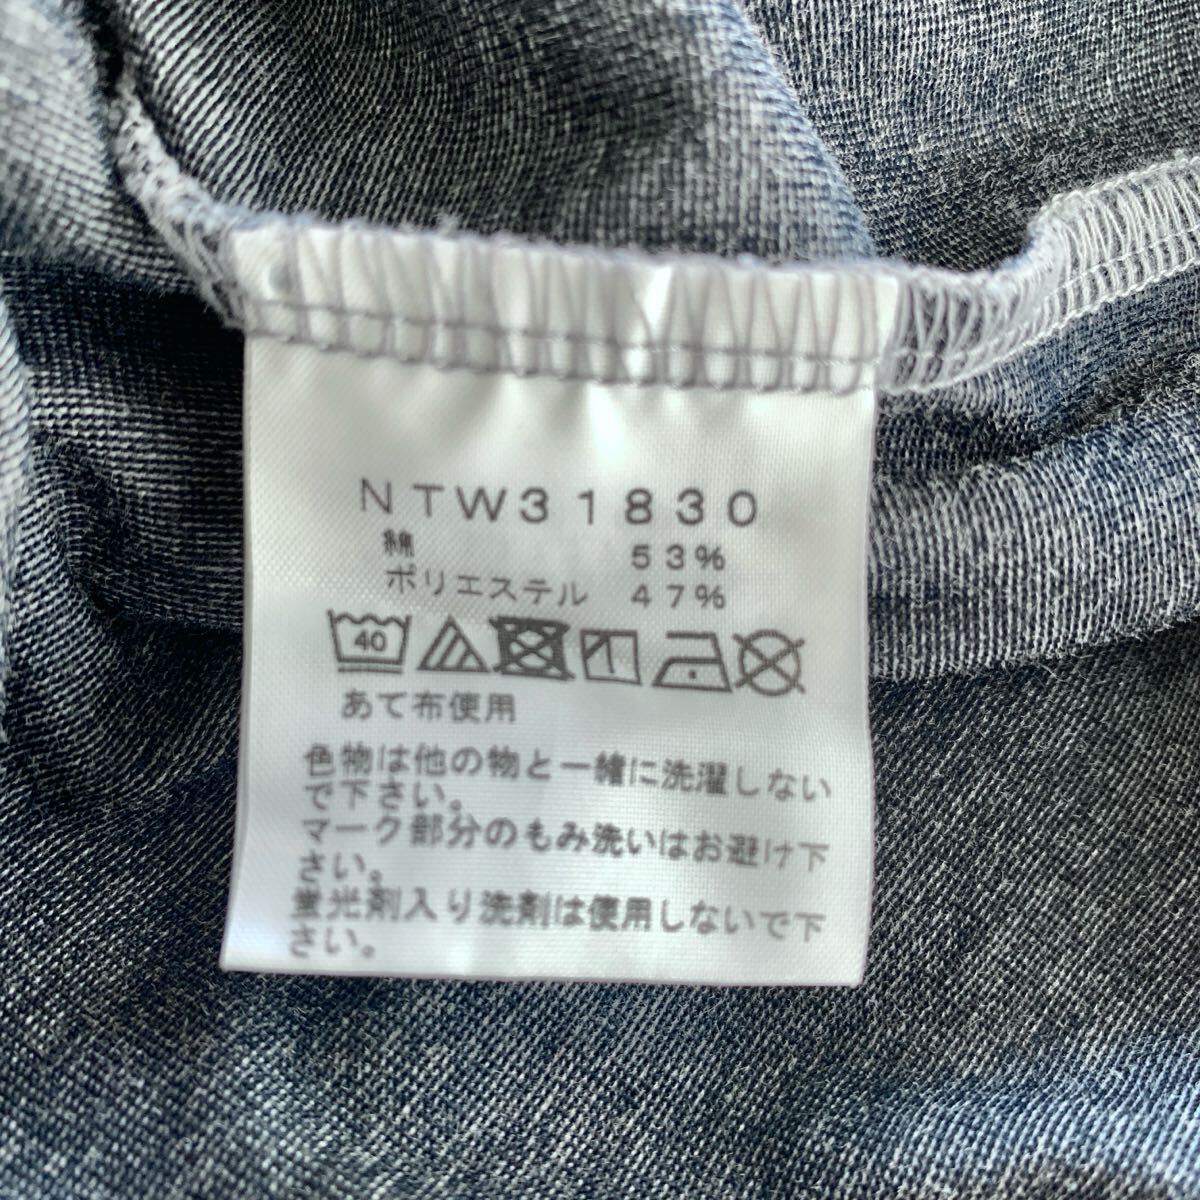 NTW31830
綿 53%
ポリエステル 47%
40
あて布使用
色物は他の物と一緒に洗濯しない
で下さい。
マーク部分のもみ洗いはお避け下
さい。
蛍光剤入り洗剤は使用しないで下
さい。